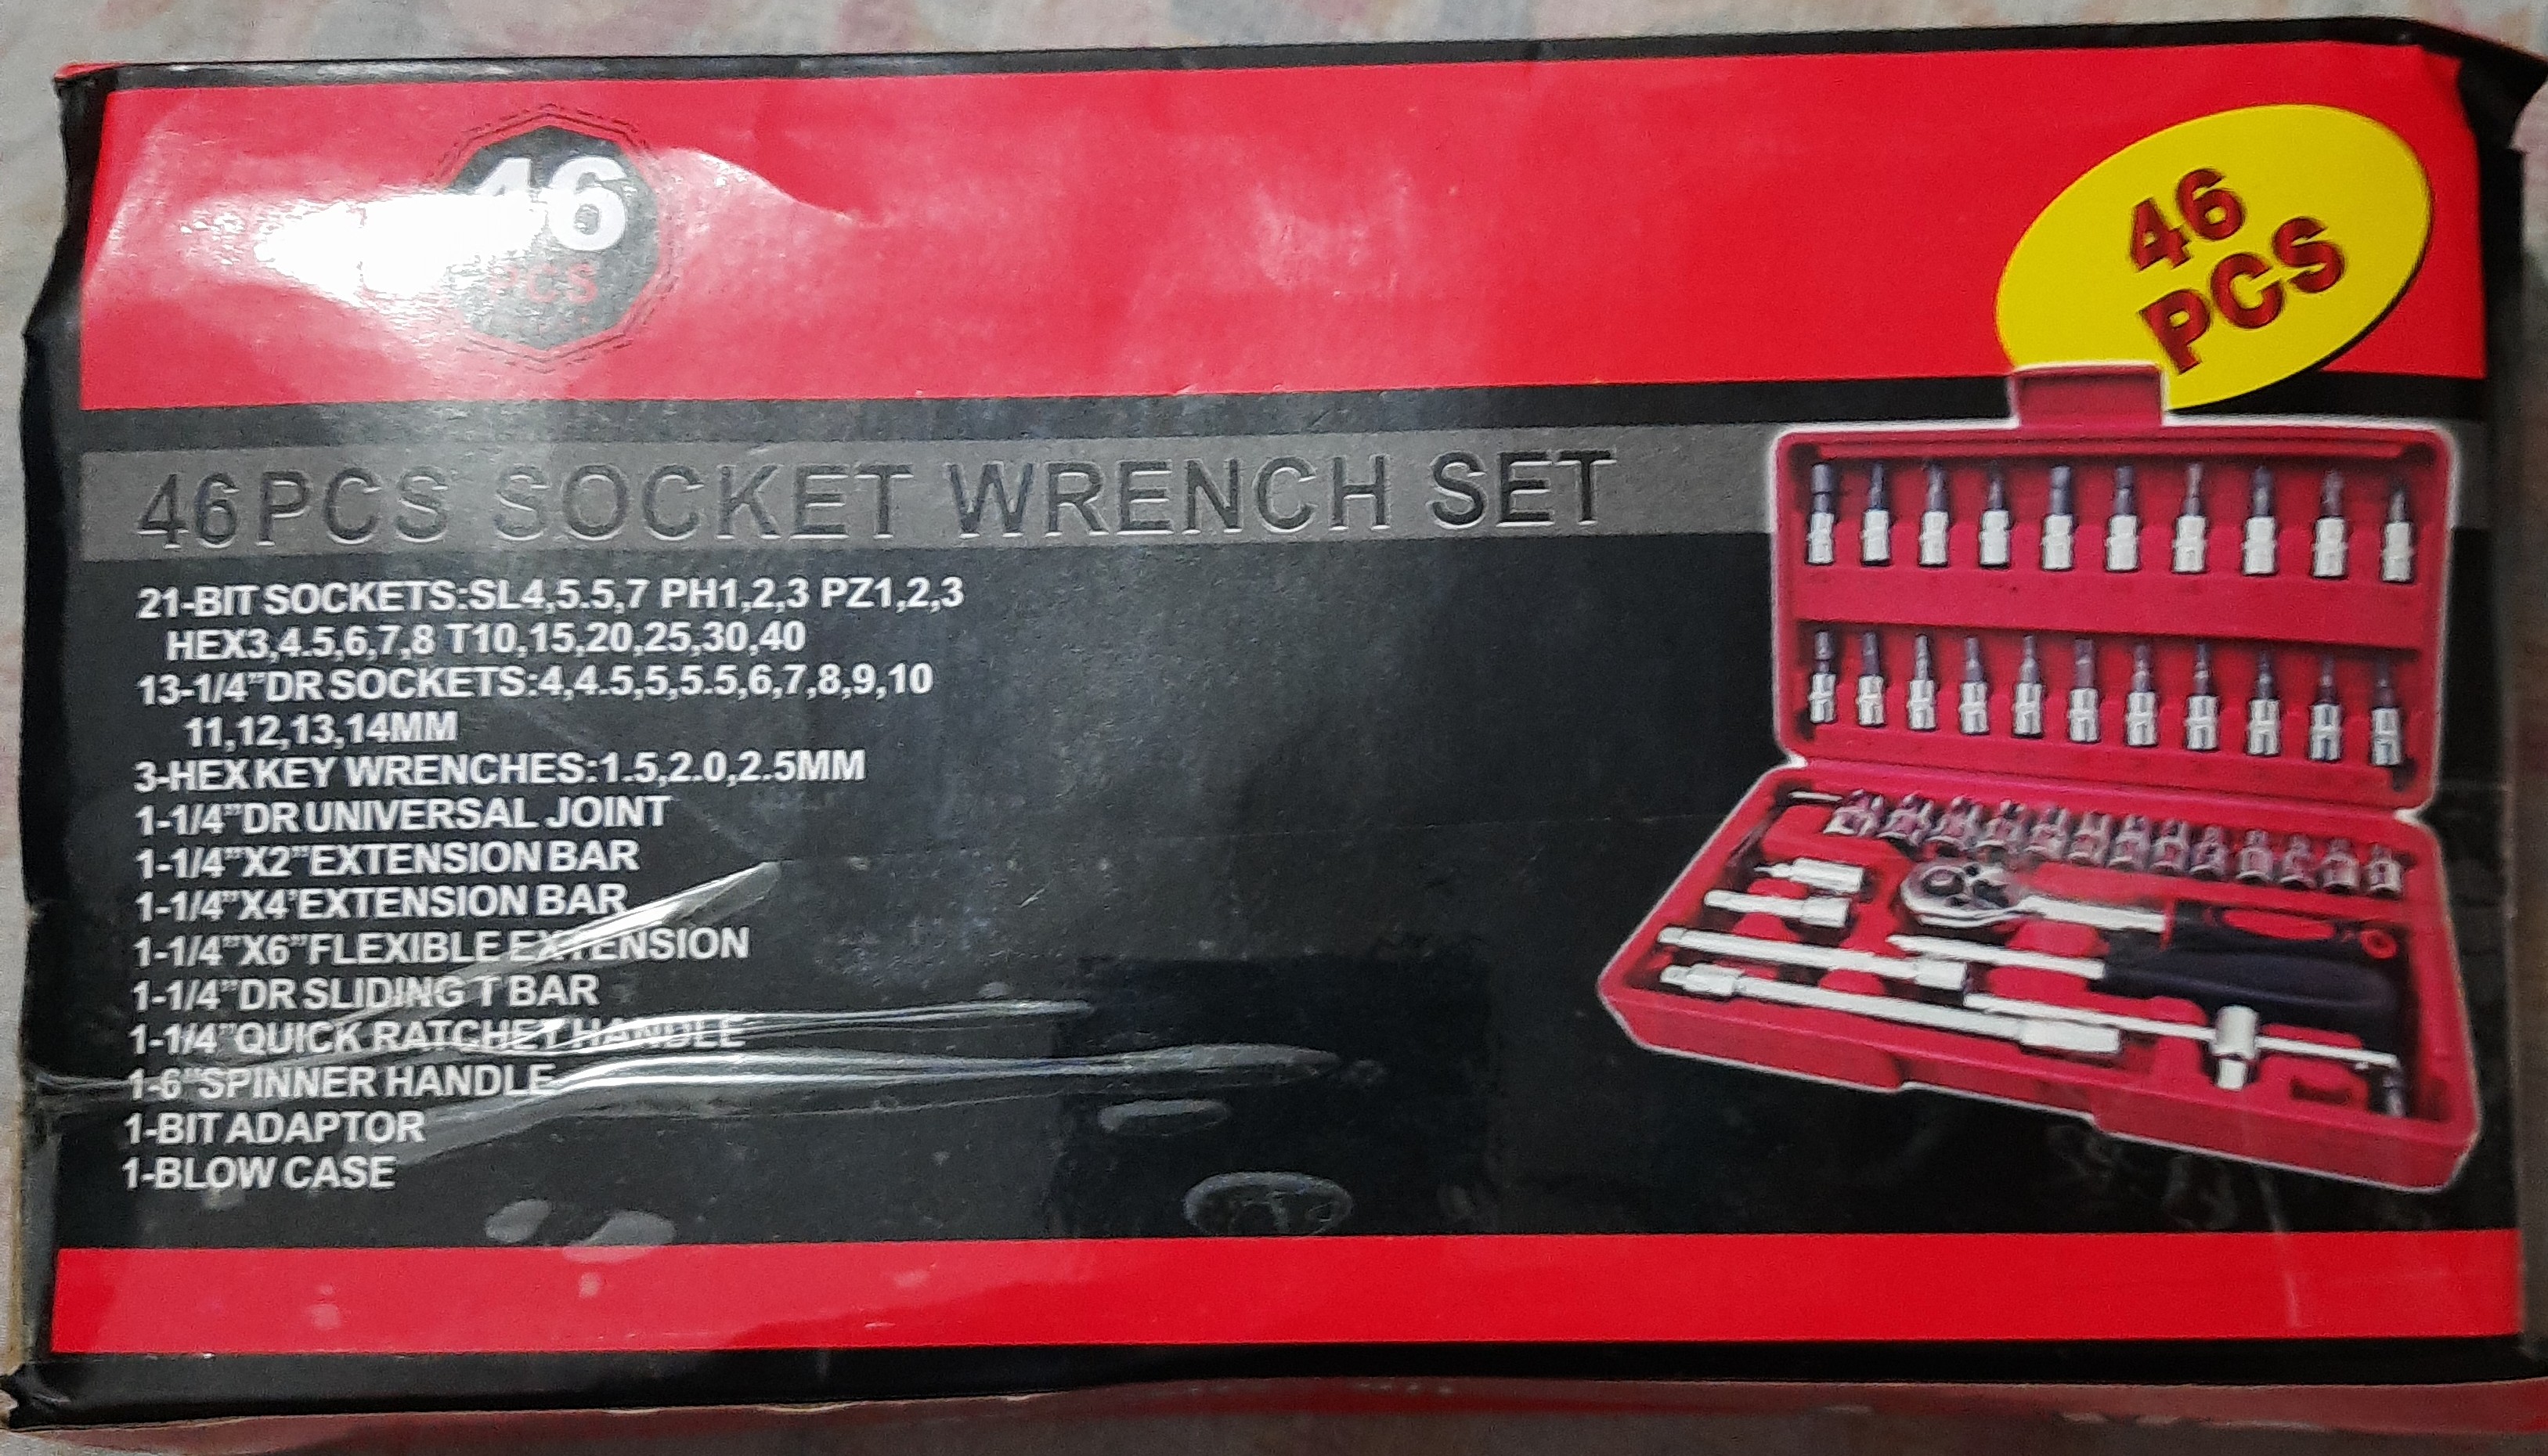 46
PCS
46
PCS
46PCS SOCKET WRENCH SET
21-BIT SOCKETS:SL4,5.5,7 PH1,2,3 PZ1,2,3
HEX3,4.5,6,7,8 T10,15,20,25,30,40
13-1/4"DR SOCKETS:4,4.5,5,5.5,6,7,8,9,10
11,12,13,14MM
3-HEX KEY WRENCHES:1.5,2.0,2.5MM
1-1/4"DR UNIVERSAL JOINT
1-1/4"X2"EXTENSION BAR
1-1/4"X4'EXTENSION BAR
1-1/4"X6"FLEXIBLE EXTENSION
1-1/4"DR SLIDING T BAR
1-1/4"QUICK RATCHET HANDLE
1-6"SPINNER HANDLE
1-BIT ADAPTOR
1-BLOW CASE